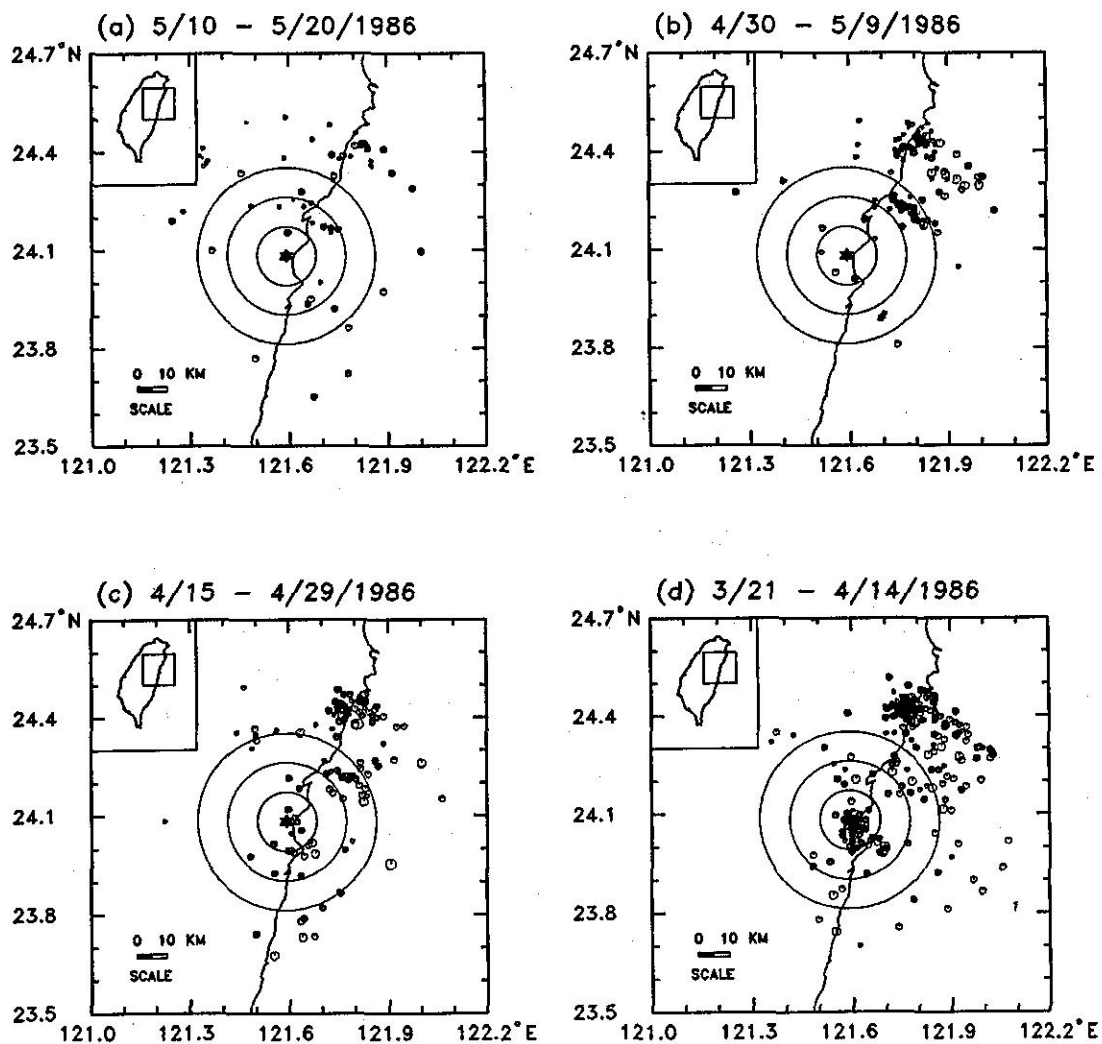 (a) 5/10 - 5/20/1986
24.7°N
24.4
24.1
23.8
23.5
0 10 KM
SCALE
121.0 121.3 121.6 121.9 122.2°E
(b) 4/30 - 5/9/1986
24.7°N
24.4
24.1
23.8
23.5
0 10 KM
SCALE
121.0 121.3 121.6 121.9 122.2°E
(c) 4/15 - 4/29/1986
24.7°N
24.4
24.1
23.8
23.5
0 10 KM
SCALE
121.0 121.3 121.6 121.9 122.2°E
(d) 3/21 - 4/14/1986
24.7°N
24.4
24.1
23.8
23.5
0 10 KM
SCALE
121.0 121.3 121.6 121.9 122.2°E